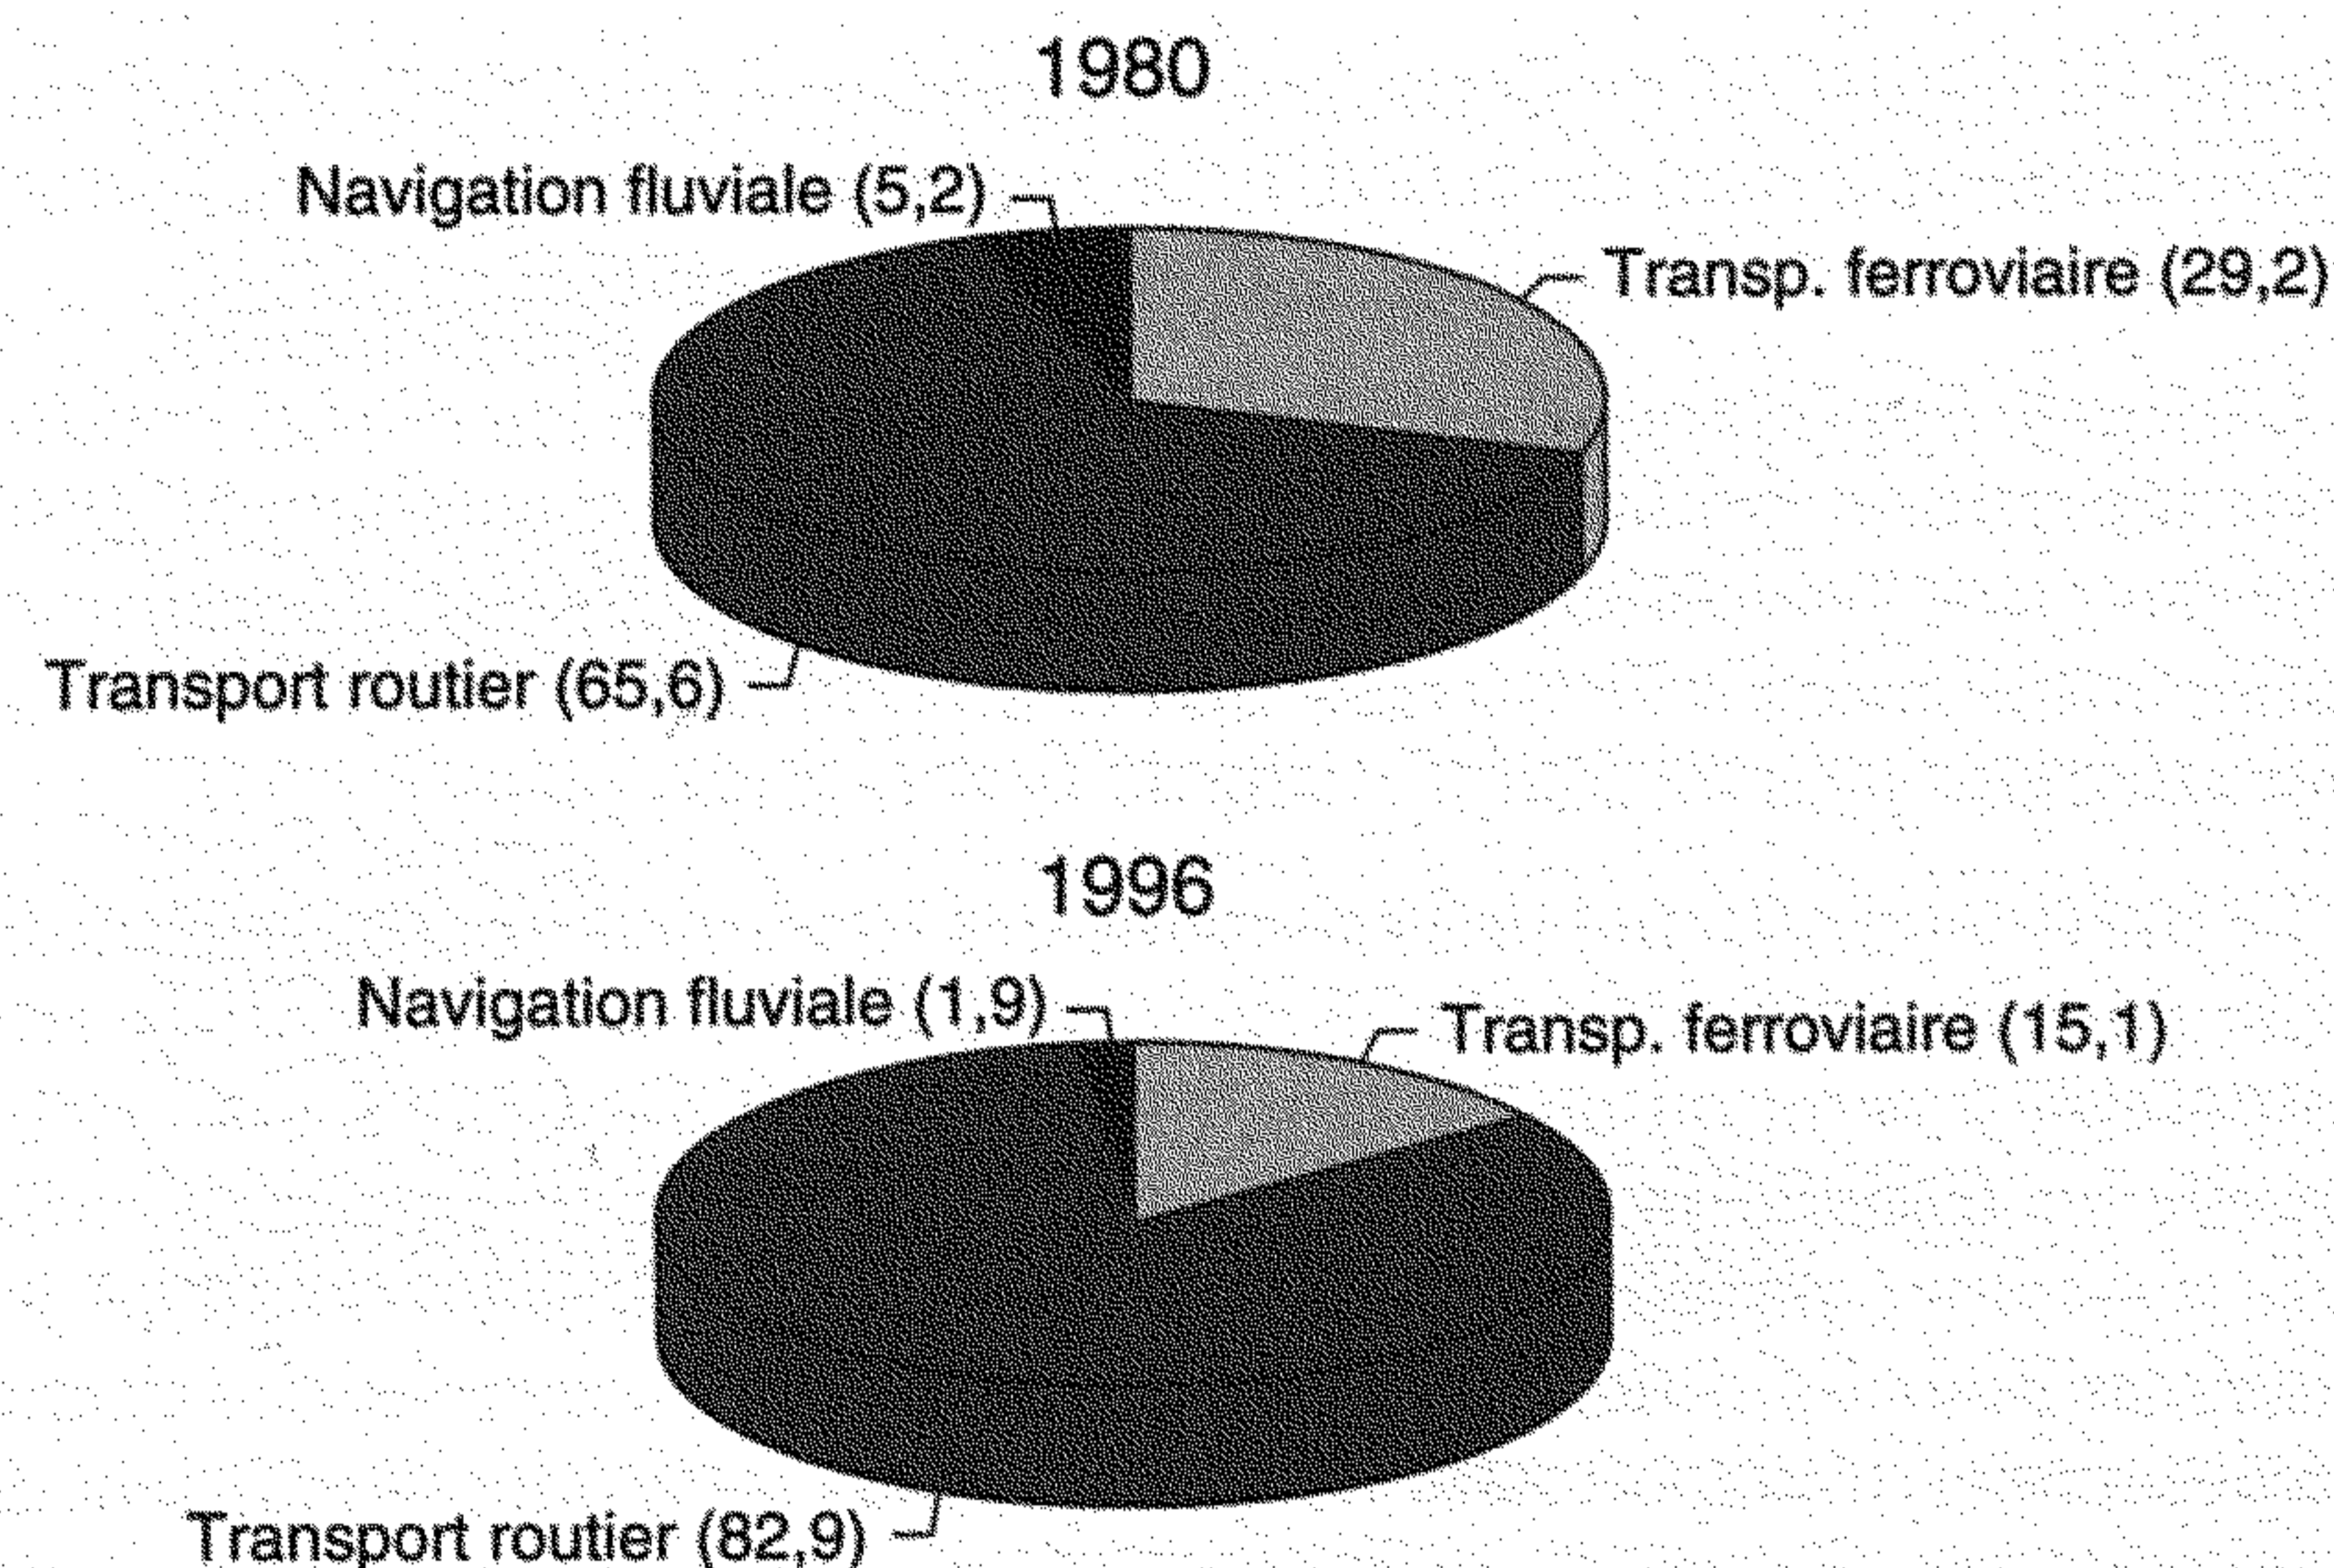 1980
Navigation fluviale (5,2)
Transp. ferroviaire (29,2)
Transport routier (65,6)
1996
Navigation fluviale (1,9)
Transp. ferroviaire (15,1)
Transport routier (82,9)